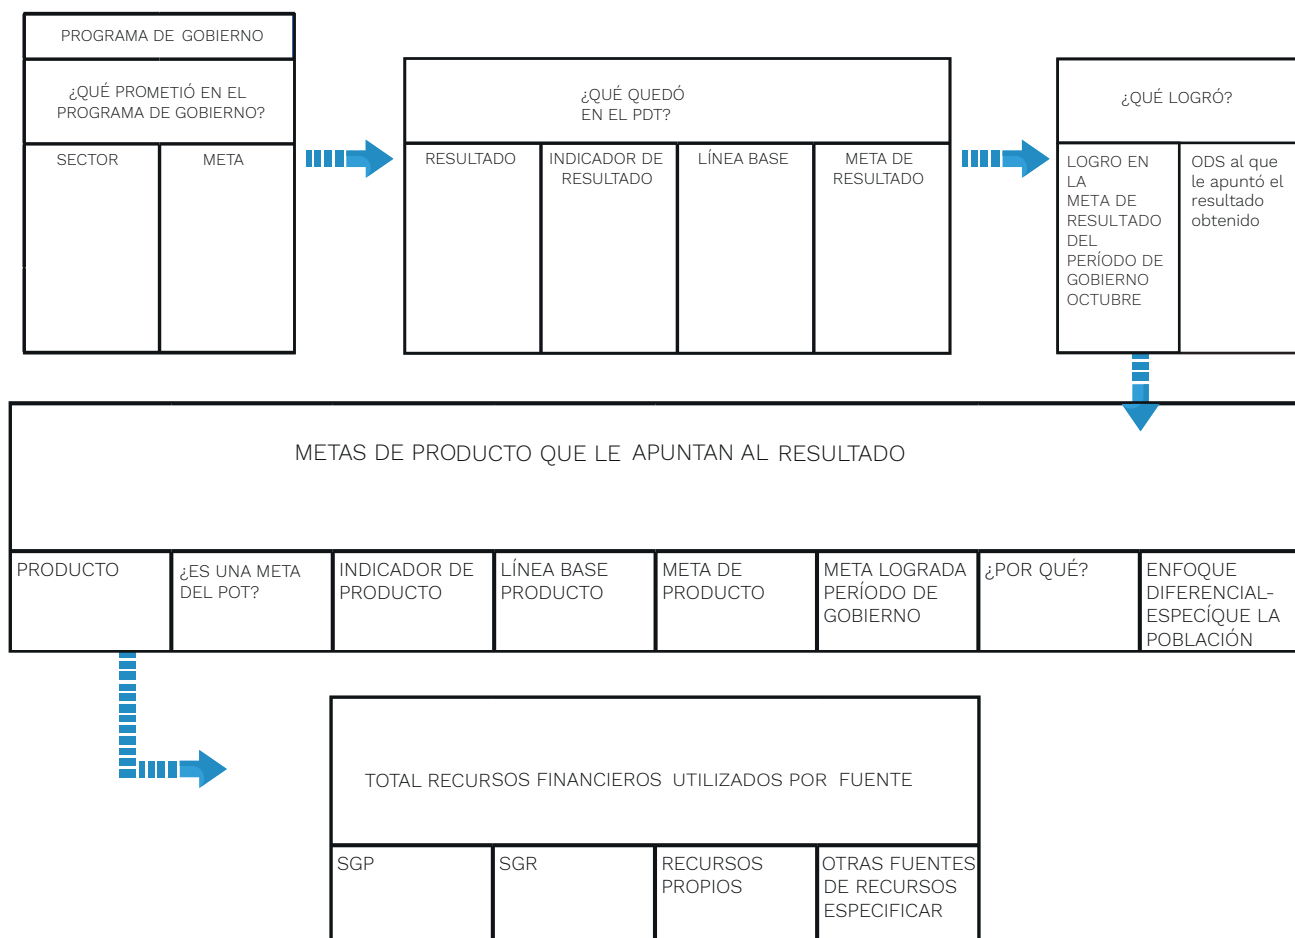 PROGRAMA DE GOBIERNO
¿QUÉ PROMETIÓ EN EL
PROGRAMA DE GOBIERNO?
SECTOR
META
¿QUÉ QUEDÓ
EN EL PDT?
RESULTADO
INDICADOR DE
RESULTADO
LÍNEA BASE
META DE
RESULTADO
¿QUÉ LOGRÓ?
LOGRO EN
LA
META DE
RESULTADO
DEL
PERÍODO DE
GOBIERNO
OCTUBRE
ODS al que
le apuntó el
resultado
obtenido
METAS DE PRODUCTO QUE LE APUNTAN AL RESULTADO
PRODUCTO
¿ES UNA META
DEL POT?
INDICADOR DE
PRODUCTO
LÍNEA BASE
PRODUCTO
META DE
PRODUCTO
META LOGRADA
PERÍODO DE
GOBIERNO
¿POR QUÉ?
ENFOQUE
DIFERENCIAL-
ESPECÍQUE LA
POBLACIÓN
TOTAL RECURSOS FINANCIEROS UTILIZADOS POR FUENTE
SGP
SGR
RECURSOS
PROPIOS
OTRAS FUENTES
DE RECURSOS
ESPECIFICAR